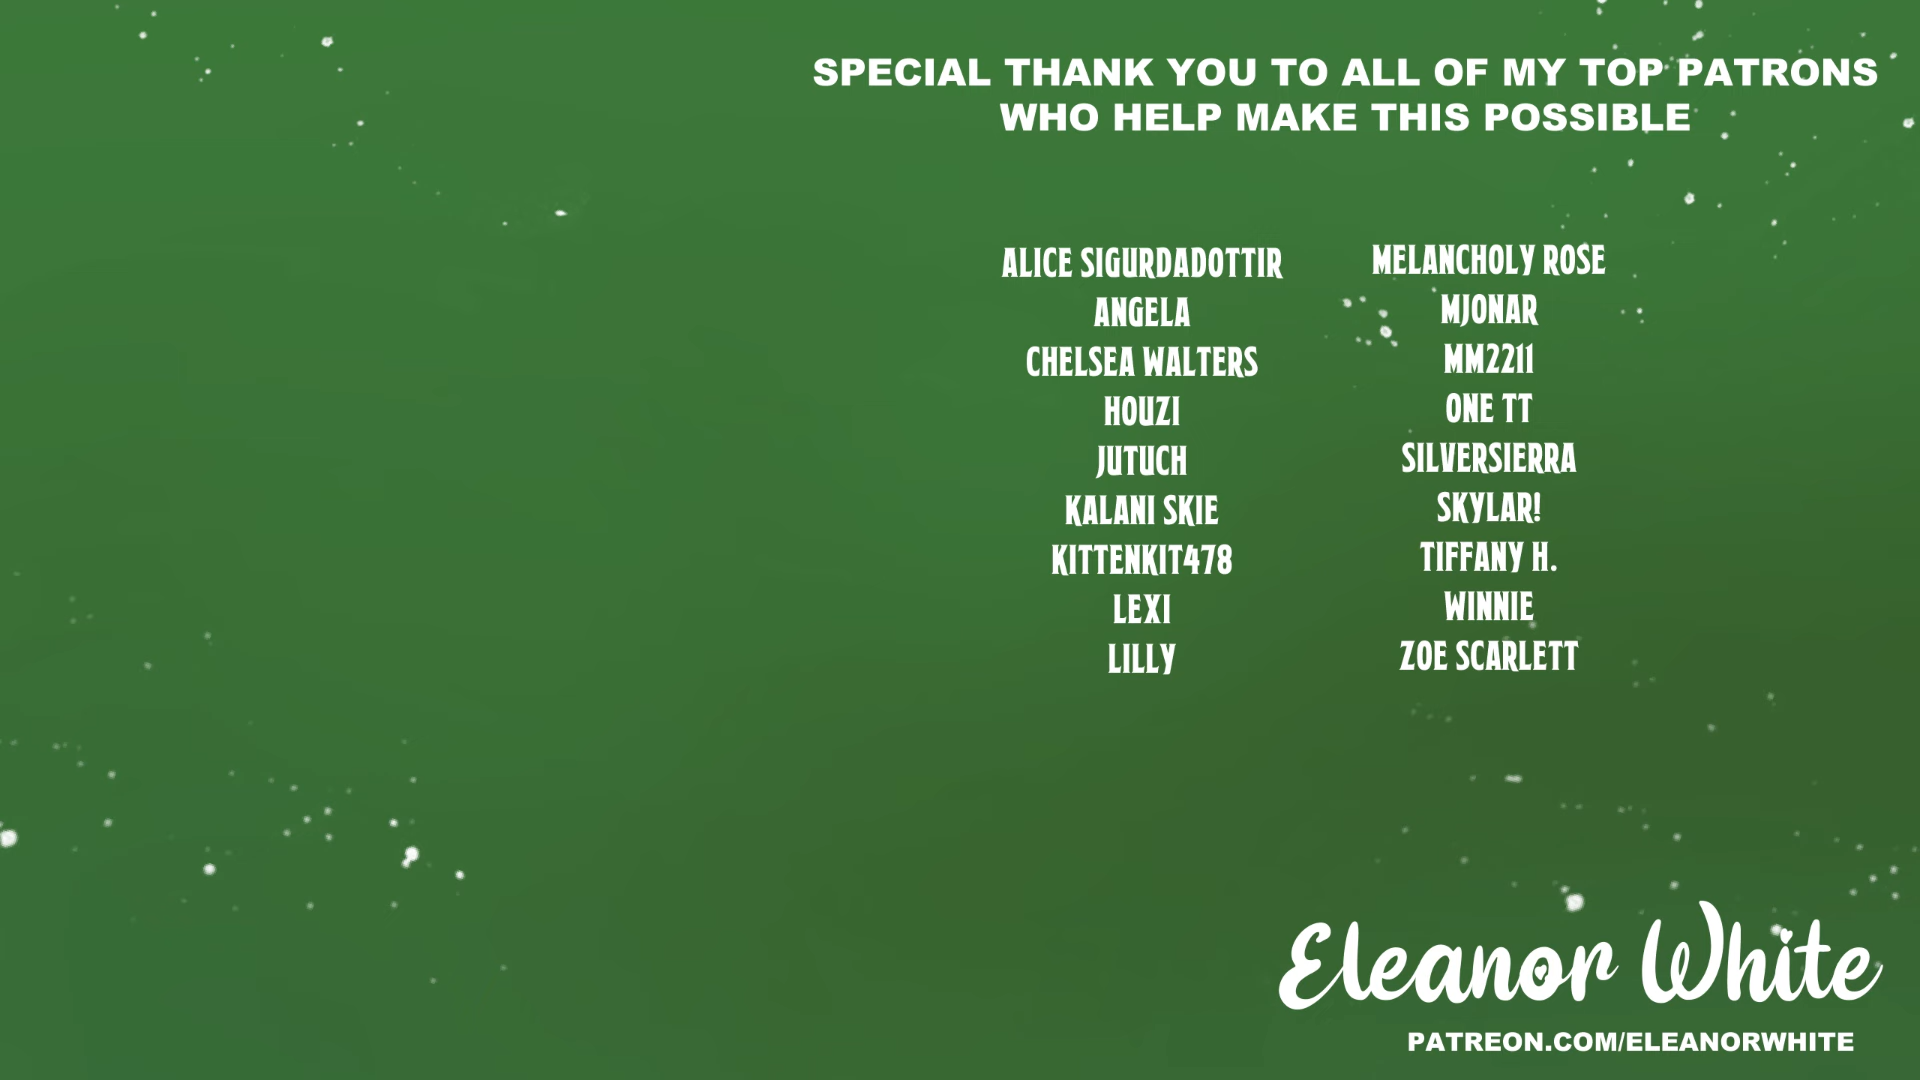 SPECIAL THANK YOU TO ALL OF MY TOP PATRONS
WHO HELP MAKE THIS POSSIBLE
ALICE SIGURDADOTTIR
ANGELA
CHELSEA WALTERS
HOUZI
JUTUCH
KALANI SKIE
KITTENKIT478
LEXI
LILLY
MELANCHOLY ROSE
MJONAR
MM2211
ONE TT
SILVERSIERRA
SKYLAR!
TIFFANY H.
WINNIE
ZOE SCARLETT
Eleanor White
PATREON.COM/ELEANORWHITE